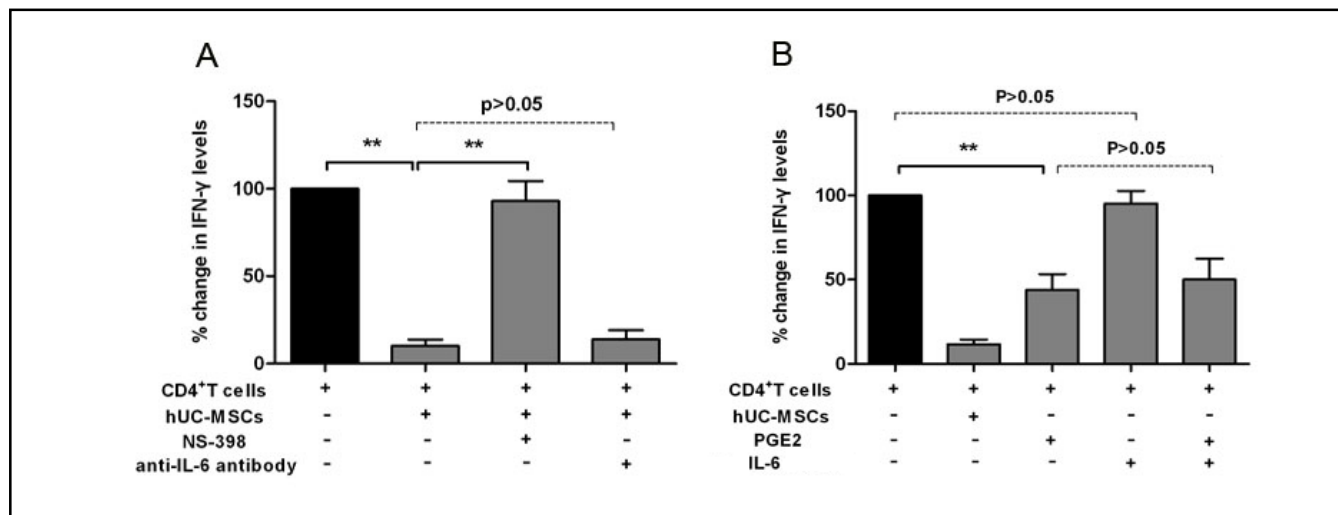 A
% change in IFN-γ levels
150
100
50
0
p>0.05
** **
CD4⁺T cells + + + +
hUC-MSCs - + + +
NS-398 - - + -
anti-IL-6 antibody - - - +
B
% change in IFN-γ levels
150
100
50
0
P>0.05
** P>0.05
CD4⁺T cells + + + + +
hUC-MSCs - + - - -
PGE2 - - + - +
IL-6 - - - + +